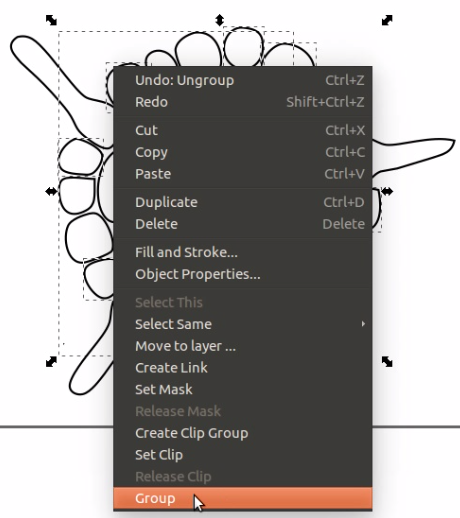 Undo: Ungroup Ctrl+Z
Redo Shift+Ctrl+Z
Cut Ctrl+X
Copy Ctrl+C
Paste Ctrl+V
Duplicate Ctrl+D
Delete Delete
Fill and Stroke...
Object Properties...
Select This
Select Same
Move to layer ...
Create Link
Set Mask
Release Mask
Create Clip Group
Set Clip
Release Clip
Group